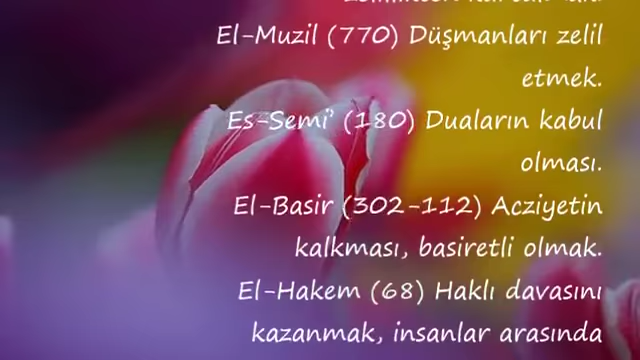 El-Muzil (770) Düşmanları zelil
etmek.
Es-Semi' (180) Duaların kabul
olması.
El-Basir (302-112) Acziyetin
kalkması, basiretli olmak.
El-Hakem (68) Haklı davasını
kazanmak, insanlar arasında